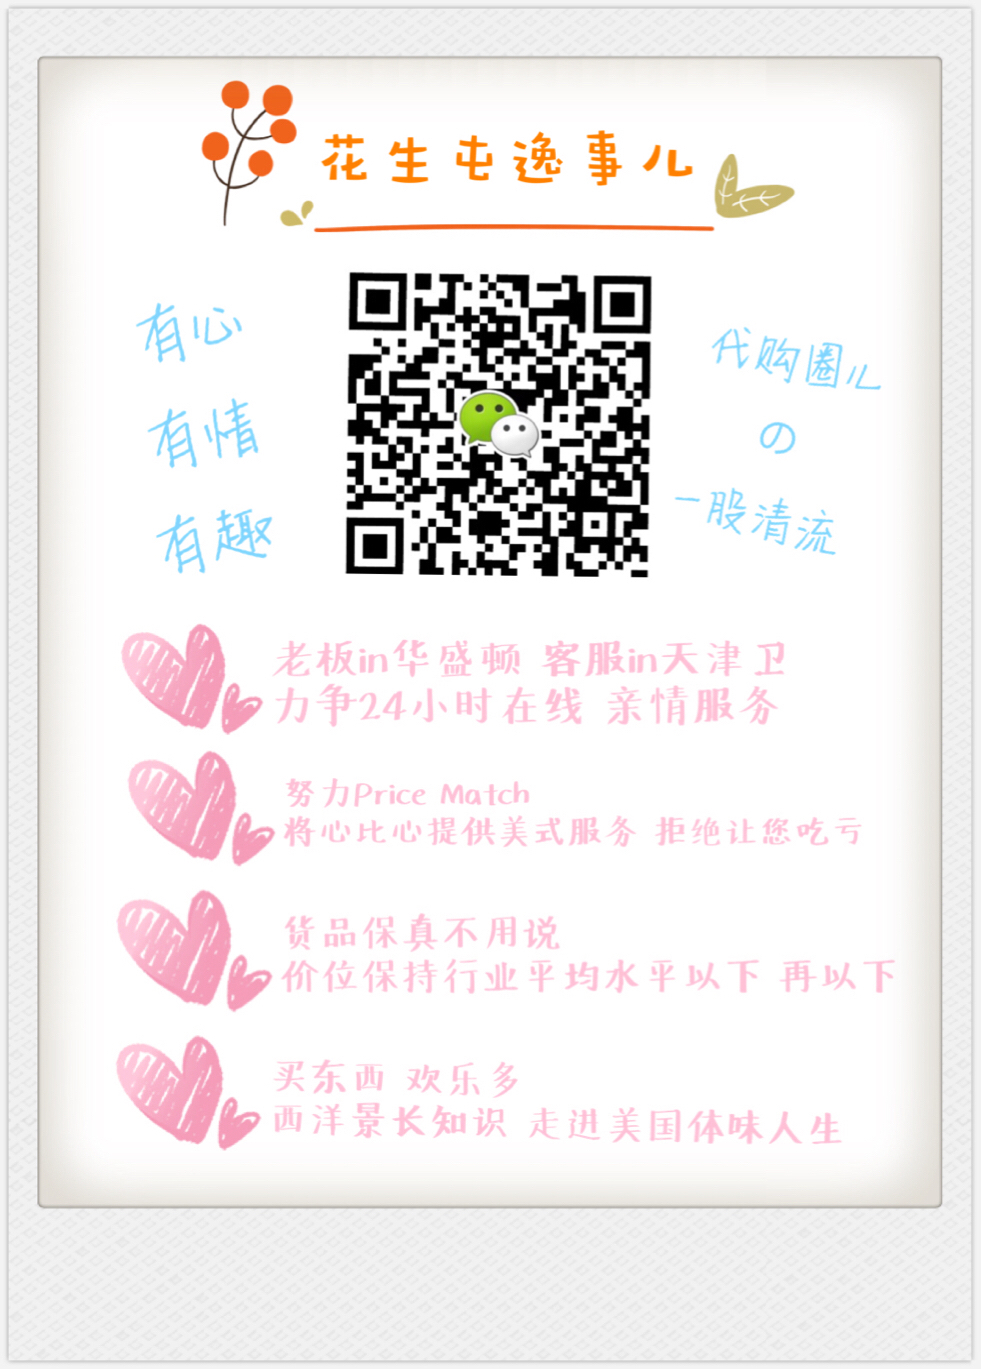 花生屯逸事儿
有心
有情
有趣
代购圈儿
の
一股清流
老板in华盛顿 客服in天津卫
力争24小时在线 亲情服务
努力Price Match
将心比心提供美式服务 拒绝让您吃亏
货品保真不用说
价位保持行业平均水平以下 再以下
买东西 欢乐多
西洋景长知识 走进美国体味人生